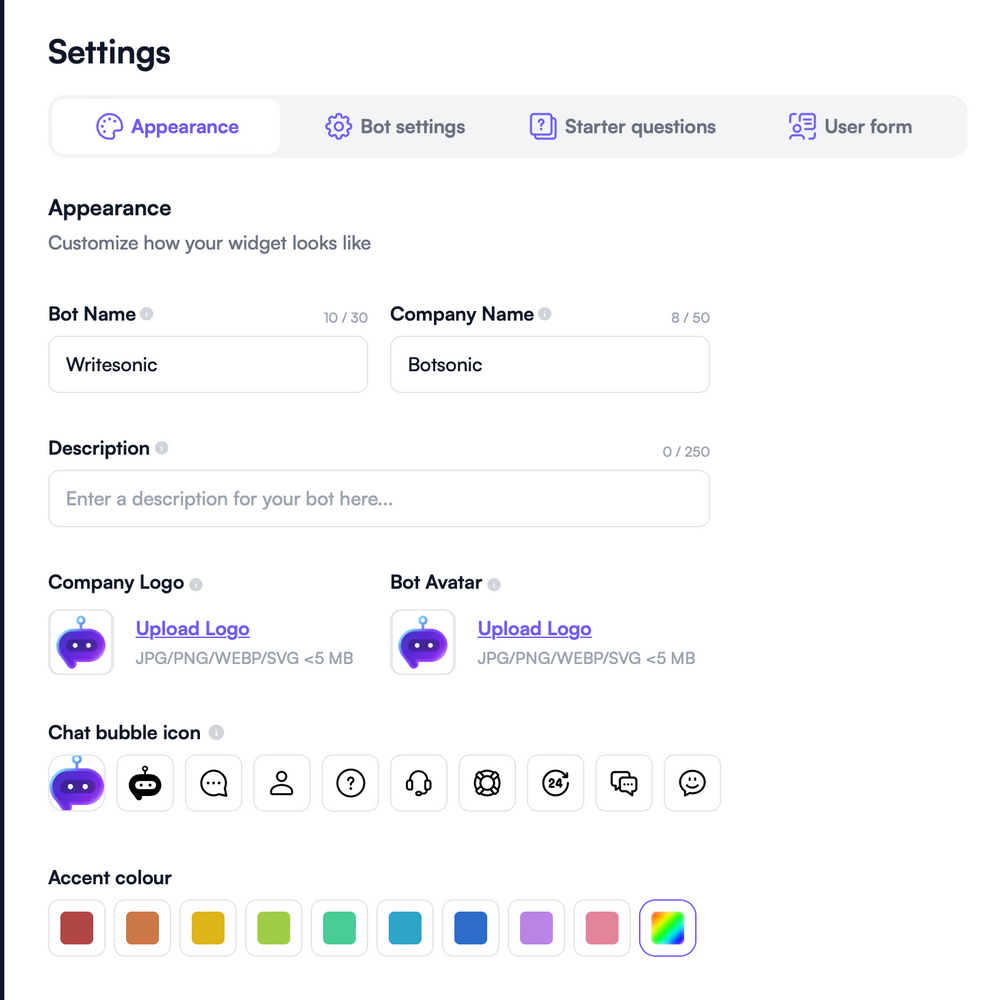 Settings
Appearance Bot settings Starter questions User form
Appearance
Customize how your widget looks like
Bot Name 10 / 30 Company Name 8 / 50
Writesonic Botsonic
Description 0 / 250
Enter a description for your bot here...
Company Logo Bot Avatar
Upload Logo Upload Logo
JPG/PNG/WEBP/SVG <5 MB JPG/PNG/WEBP/SVG <5 MB
Chat bubble icon
24
Accent colour